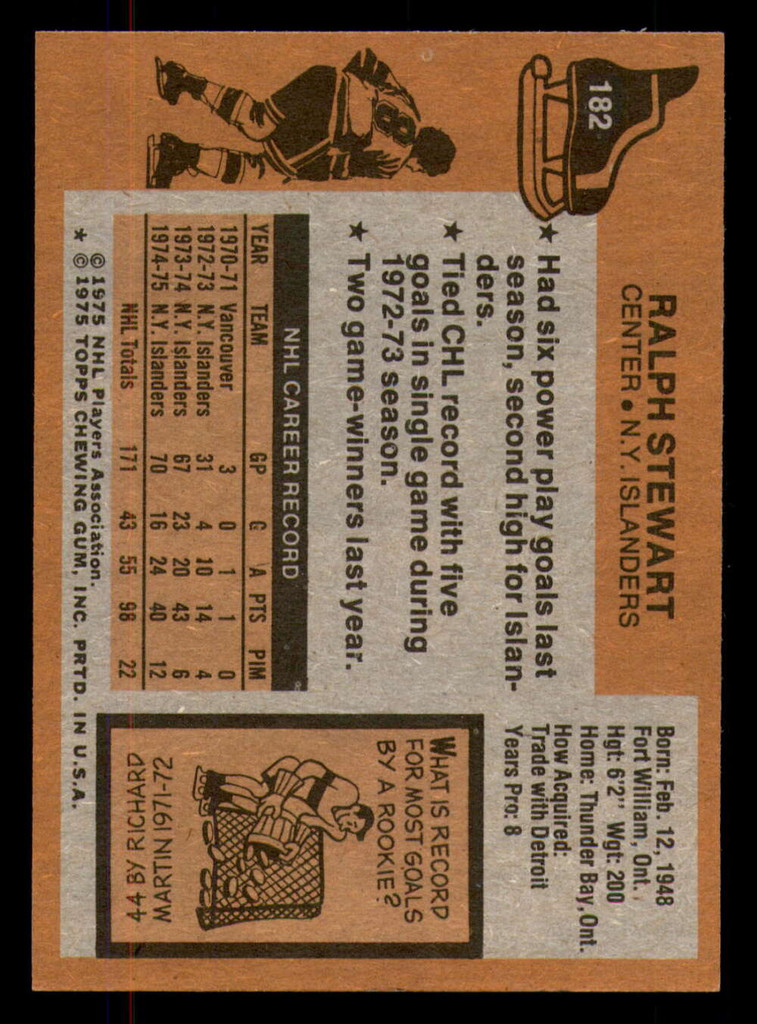 182
RALPH STEWART
CENTER • N.Y. ISLANDERS
Born: Feb. 12, 1948
Fort William, Ont.
Hgt: 6'2" Wgt: 200
Home: Thunder Bay, Ont.
How Acquired:
Trade with Detroit
Years Pro: 8
★ Had six power play goals last
season, second high for Islan-
ders.
★ Tied CHL record with five
goals in single game during
1972-73 season.
★ Two game-winners last year.
8
NHL CAREER RECORD
YEAR TEAM GP G A PTS PIM
1970-71 Vancouver 3 0 1 1 0
1972-73 N.Y. Islanders 31 4 10 14 4
1973-74 N.Y. Islanders 67 23 20 43 6
1974-75 N.Y. Islanders 70 16 24 40 12
NHL Totals 171 43 55 98 22
WHAT IS RECORD
FOR MOST GOALS
BY A ROOKIE?
44 BY RICHARD
MARTIN 1971-72
© 1975 NHL Players Association.
★ © 1975 TOPPS CHEWING GUM, INC. PRTD. IN U.S.A.